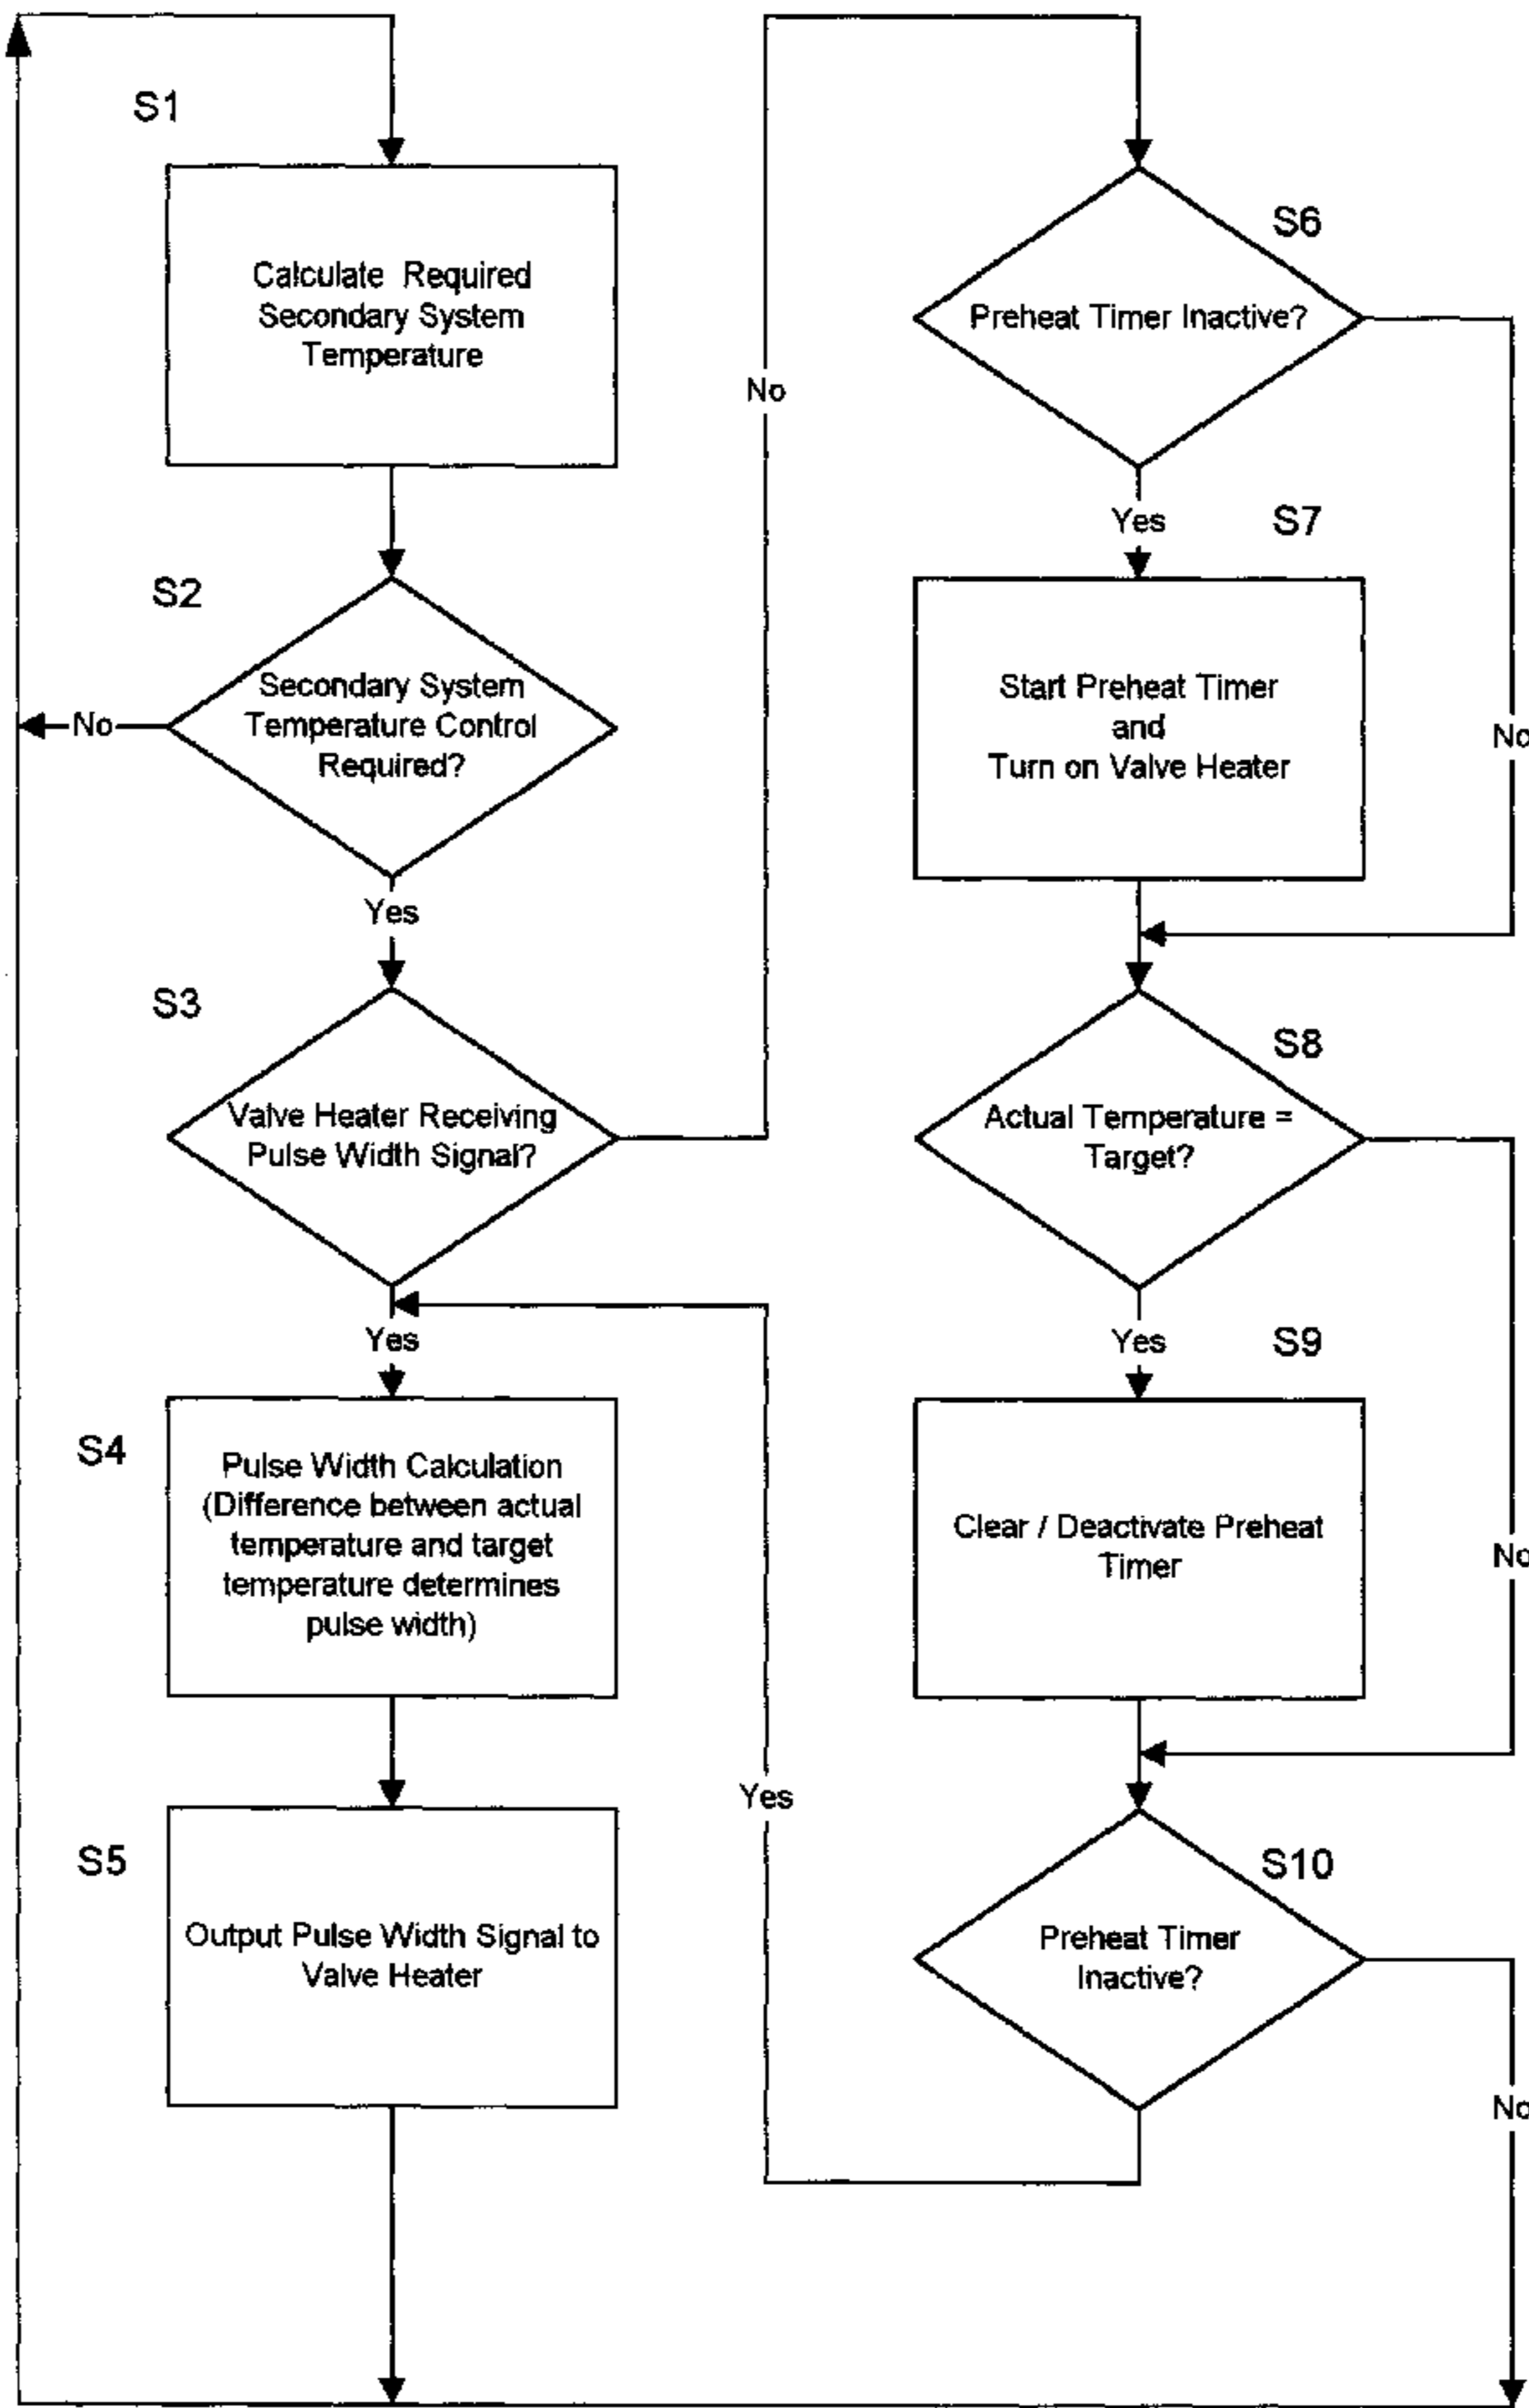 S1
Calculate Required
Secondary System
Temperature
S2
Secondary System
Temperature Control
Required?
No
Yes
S3
Valve Heater Receiving
Pulse Width Signal?
No
Yes
S4
Pulse Width Calculation
(Difference between actual
temperature and target
temperature determines
pulse width)
S5
Output Pulse Width Signal to
Valve Heater
S6
Preheat Timer Inactive?
Yes
No
S7
Start Preheat Timer
and
Turn on Valve Heater
S8
Actual Temperature =
Target?
Yes
No
S9
Clear / Deactivate Preheat
Timer
S10
Preheat Timer
Inactive?
Yes
No